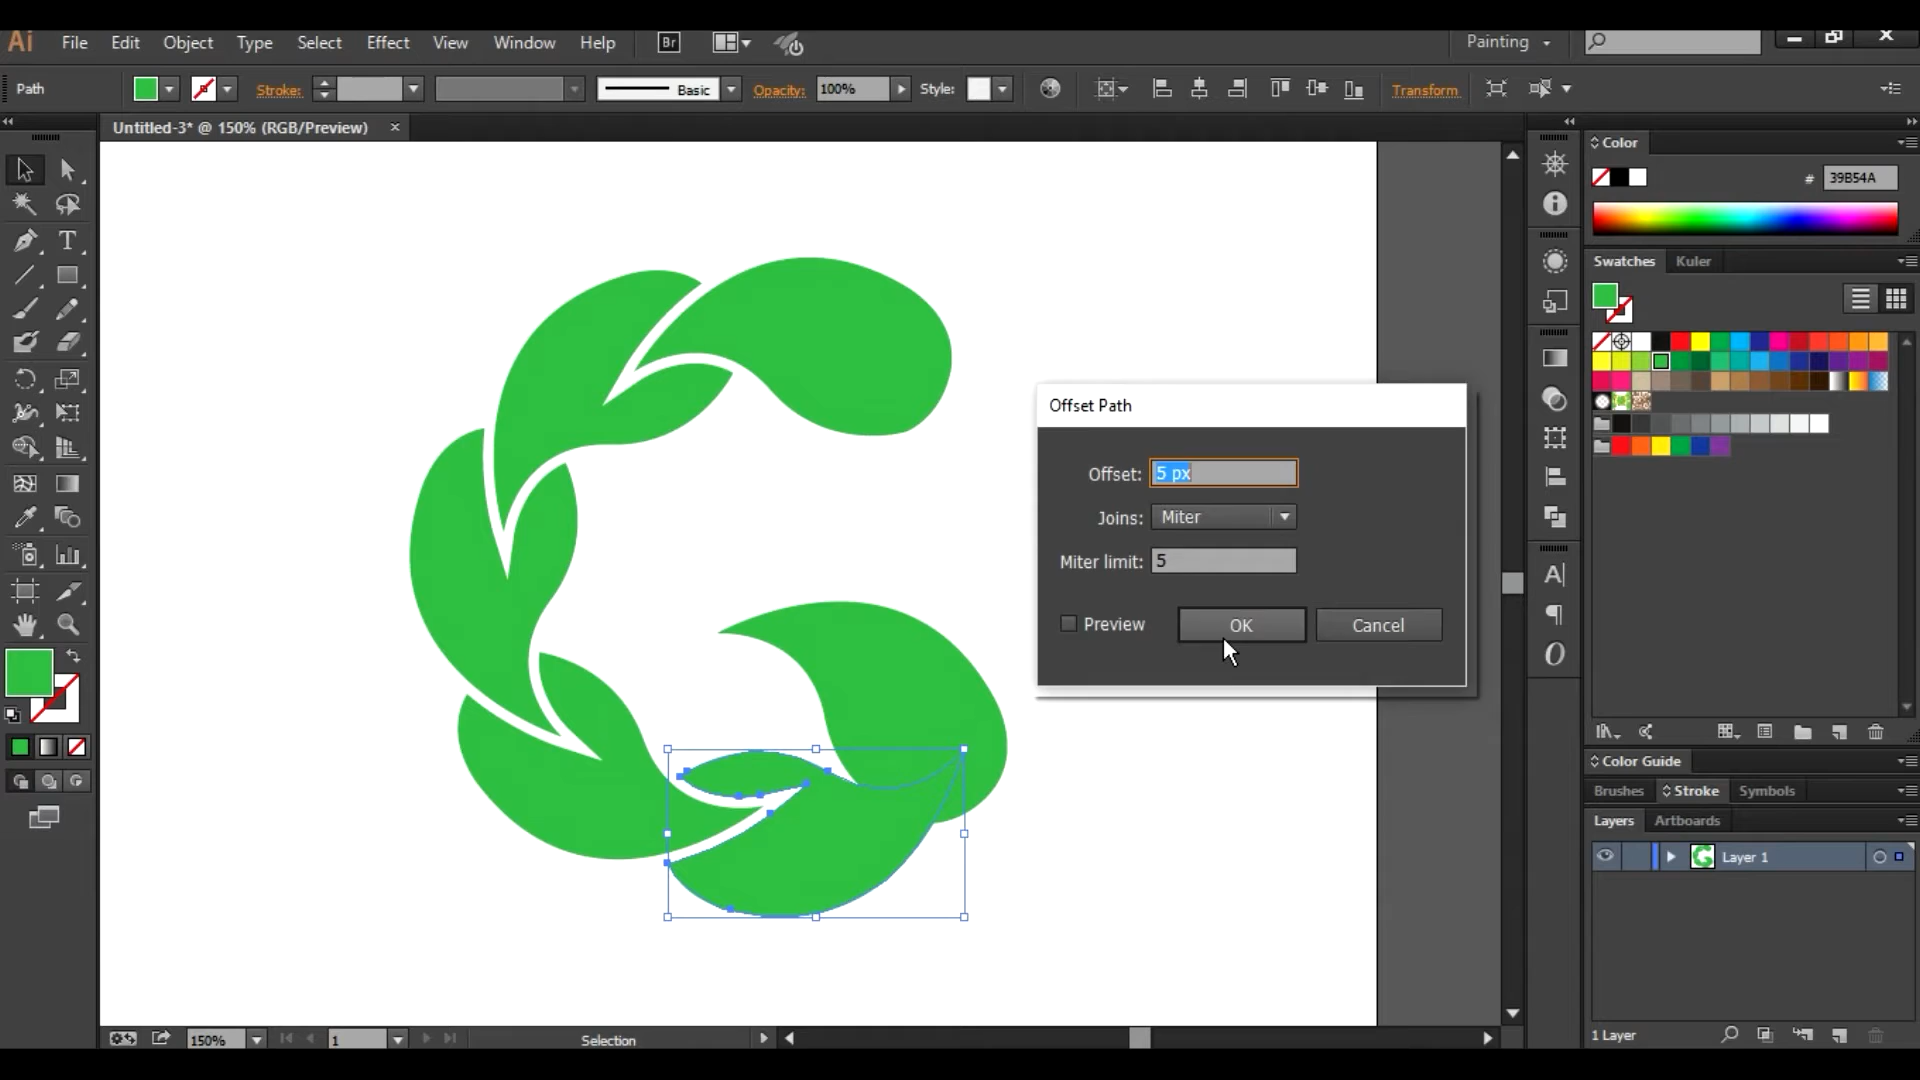 Ai File Edit Object Type Select Effect View Window Help Br Painting
Path Stroke: Basic Opacity: 100% Style: Transform
Untitled-3* @ 150% (RGB/Preview) ×
Color
# 39B54A
Swatches Kuler
Offset Path
Offset: 5 px
Joins: Miter
Miter limit: 5
Preview OK Cancel
Color Guide
Brushes Stroke Symbols
Layers Artboards
Layer 1
1 Layer
150% 1 Selection